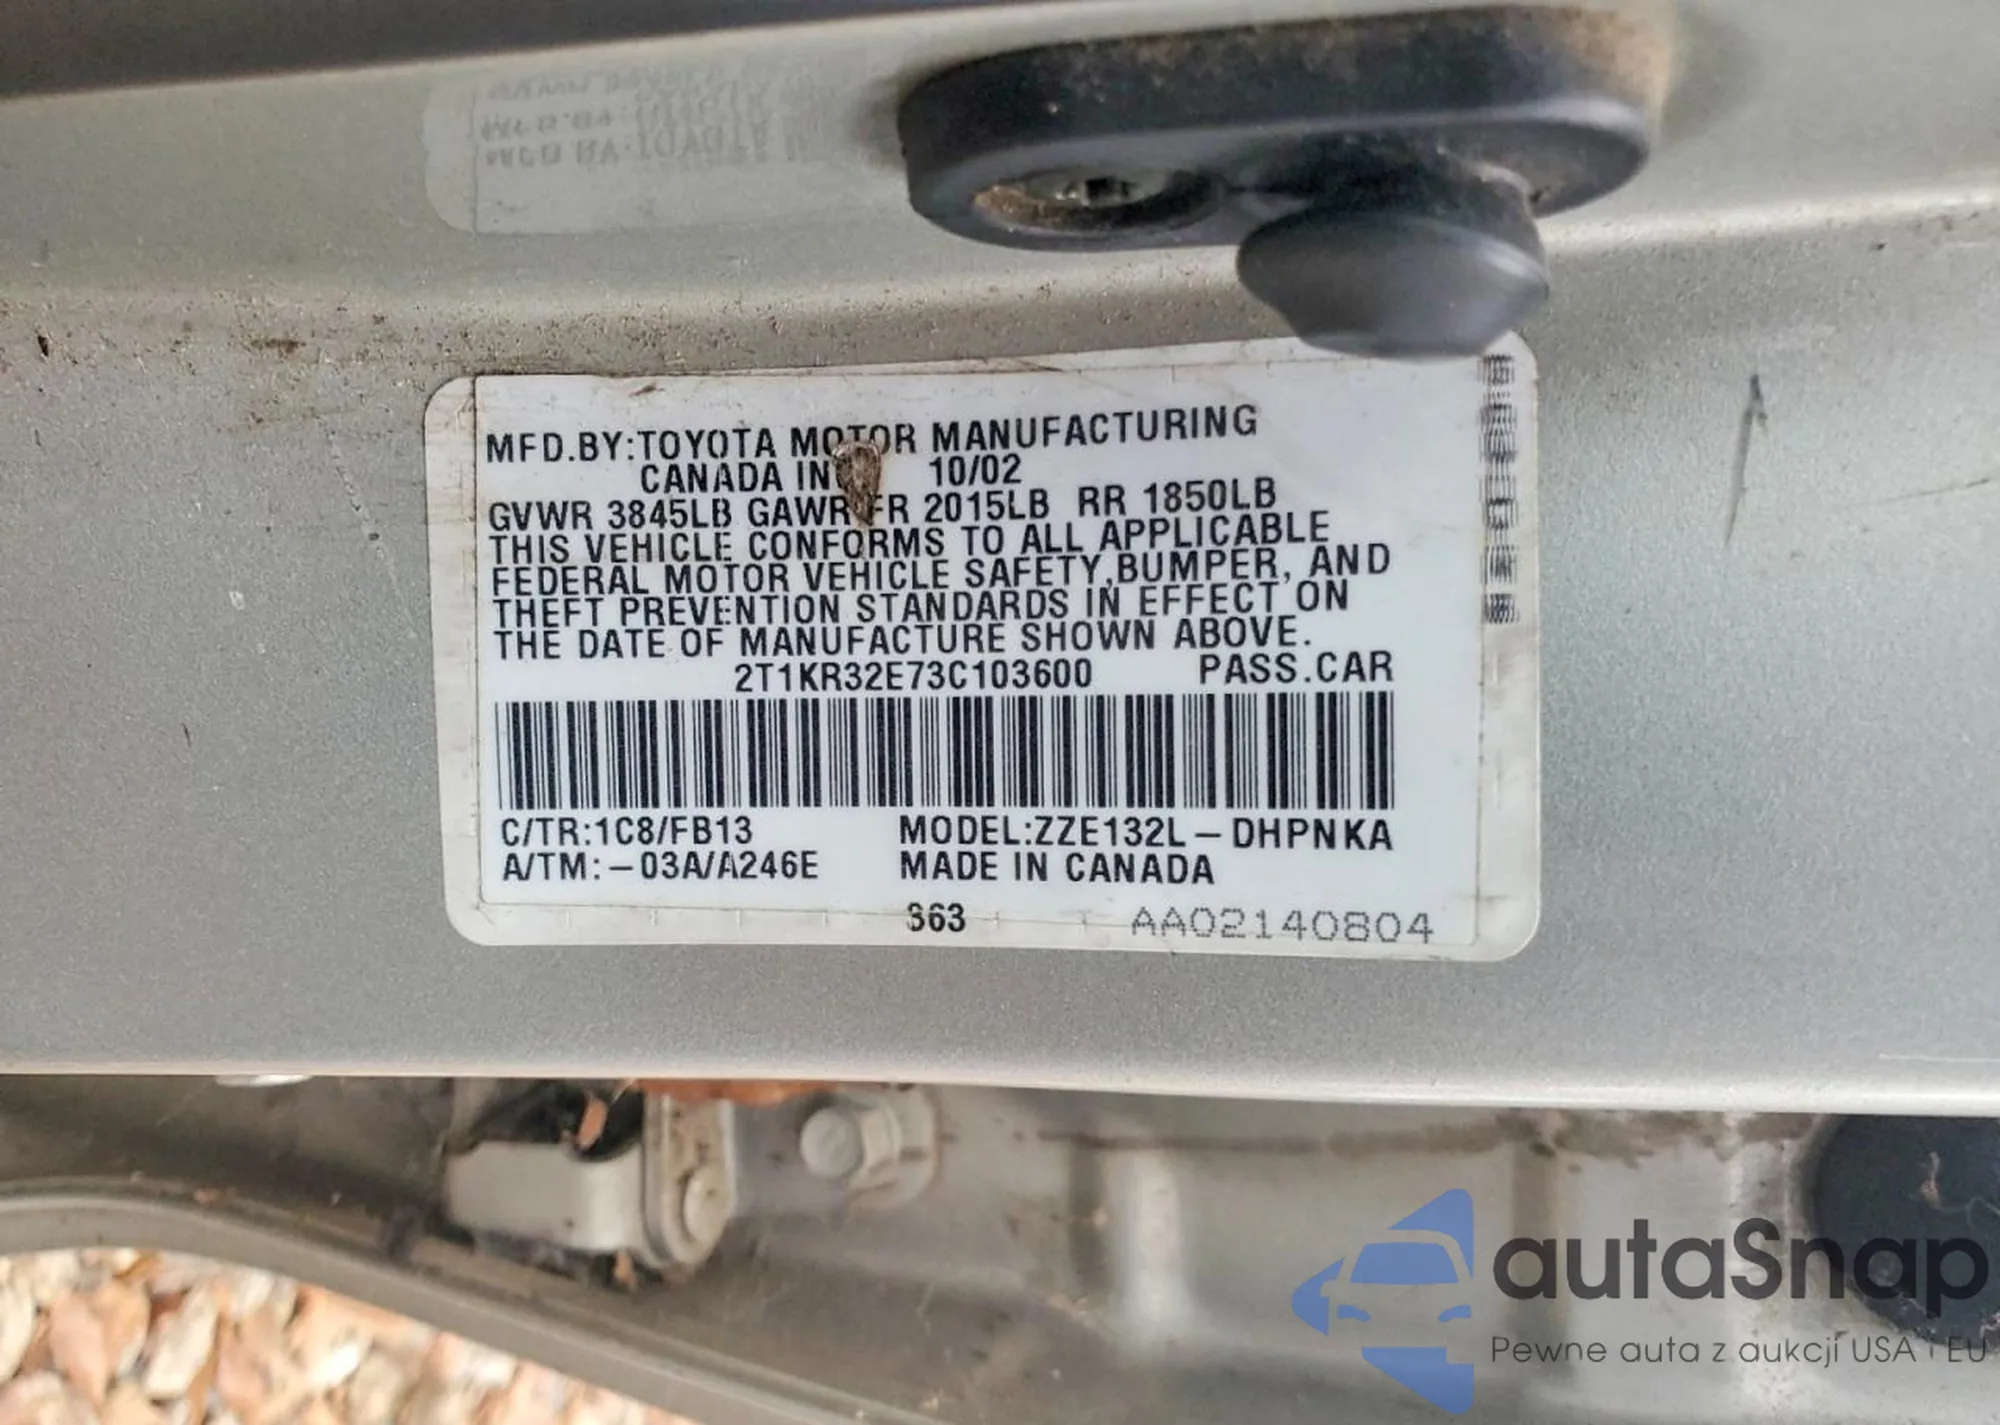 MFD.BY:TOYOTA MOTOR MANUFACTURING
CANADA IN 10/02
GVWR 3845LB GAWR FR 2015LB RR 1850LB
THIS VEHICLE CONFORMS TO ALL APPLICABLE
FEDERAL MOTOR VEHICLE SAFETY,BUMPER, AND
THEFT PREVENTION STANDARDS IN EFFECT ON
THE DATE OF MANUFACTURE SHOWN ABOVE.
2T1KR32E73C103600 PASS.CAR
C/TR:1C8/FB13 MODEL:ZZE132L-DHPNKA
A/TM:-03A/A246E MADE IN CANADA
363 AA02140804
autaSnap
Pewne auta z aukcji USA i EU